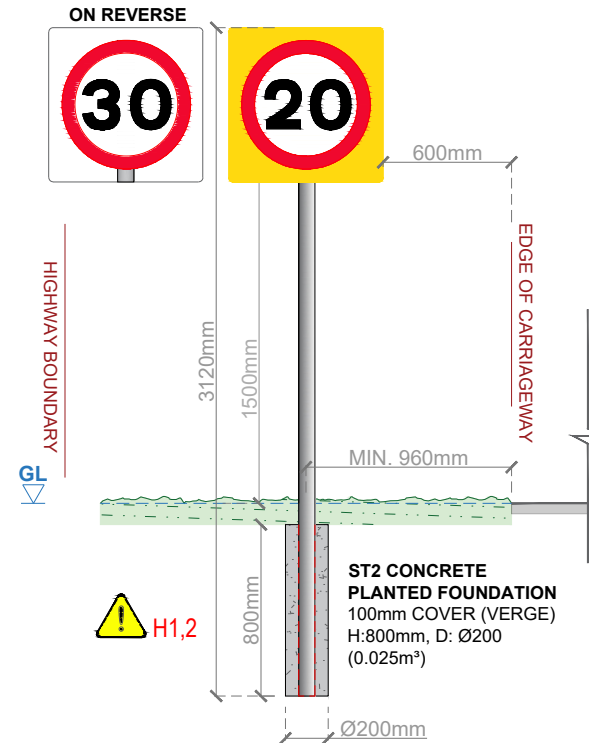 ON REVERSE
30
20
600mm
HIGHWAY BOUNDARY
3120mm
1500mm
EDGE OF CARRIAGEWAY
MIN. 960mm
GL
800mm
ST2 CONCRETE
PLANTED FOUNDATION
100mm COVER (VERGE)
H:800mm, D: Ø200
(0.025m³)
! H1,2
Ø200mm